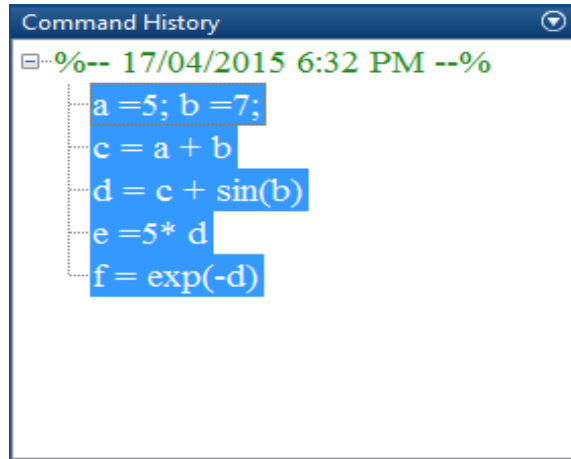 Command History
%-- 17/04/2015 6:32 PM --%
a =5; b =7;
c = a + b
d = c + sin(b)
e =5* d
f = exp(-d)